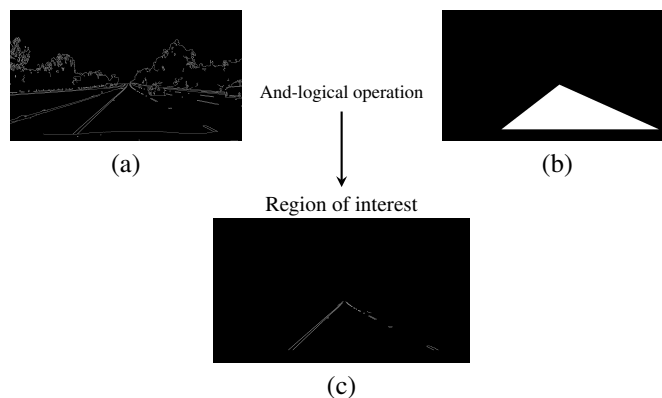 And-logical operation
(a)
(b)
Region of interest
(c)